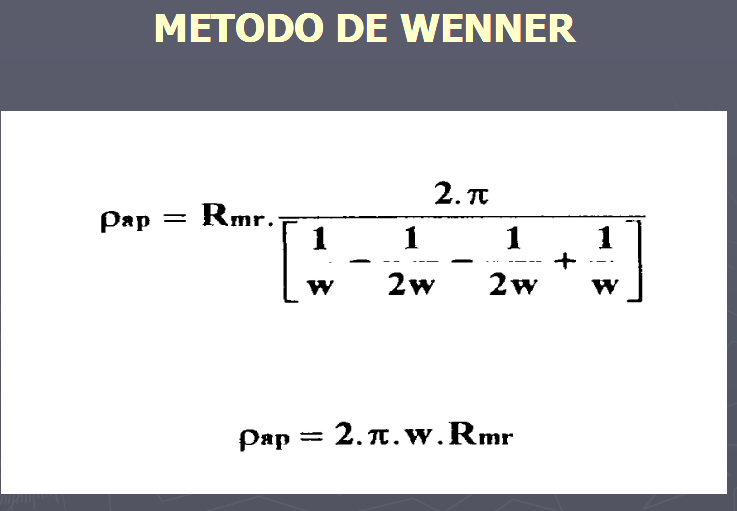 METODO DE WENNER
ρap = Rmr. 2.π / [1/w − 1/2w − 1/2w + 1/w]
ρap = 2.π.w.Rmr